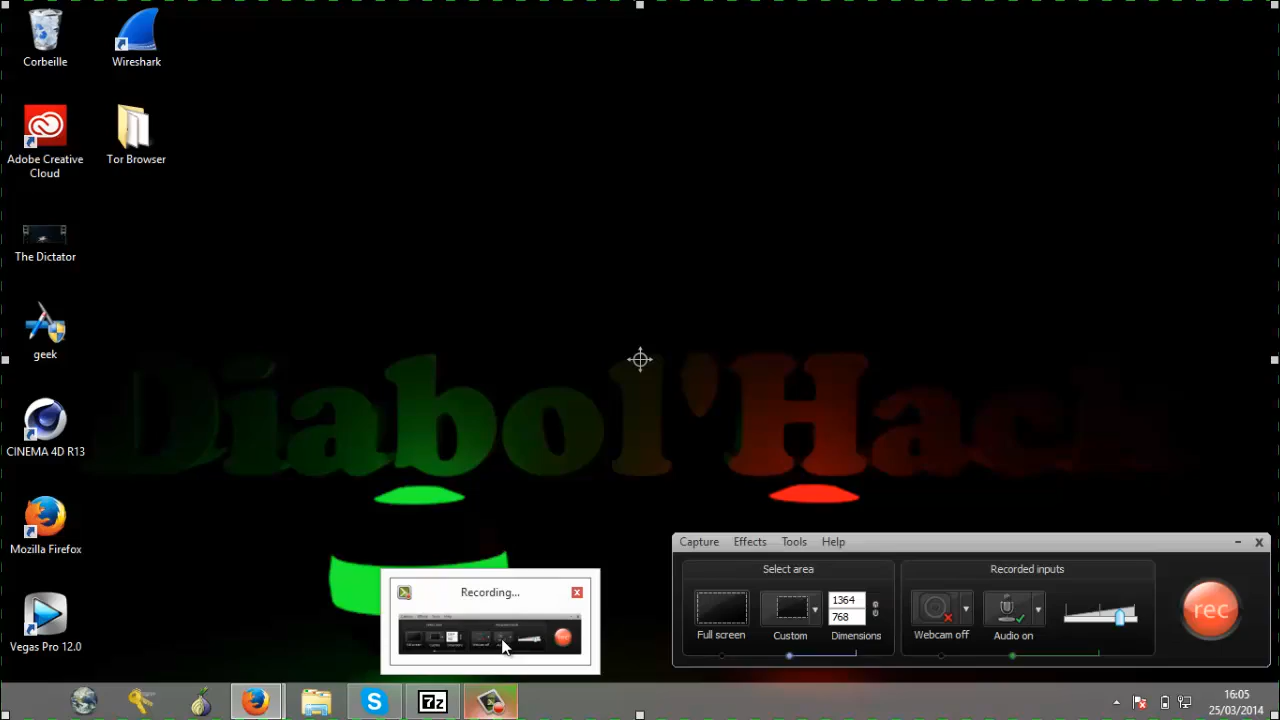 Corbeille
Wireshark
Adobe Creative
Cloud
Tor Browser
The Dictator
geek
CINEMA 4D R13
Mozilla Firefox
Vegas Pro 12.0
Diabol'Hack
Capture Effects Tools Help
Select area
Recorded inputs
1364
768
Full screen
Custom
Dimensions
Webcam off
Audio on
rec
Recording...
S
7z
16:05
25/03/2014